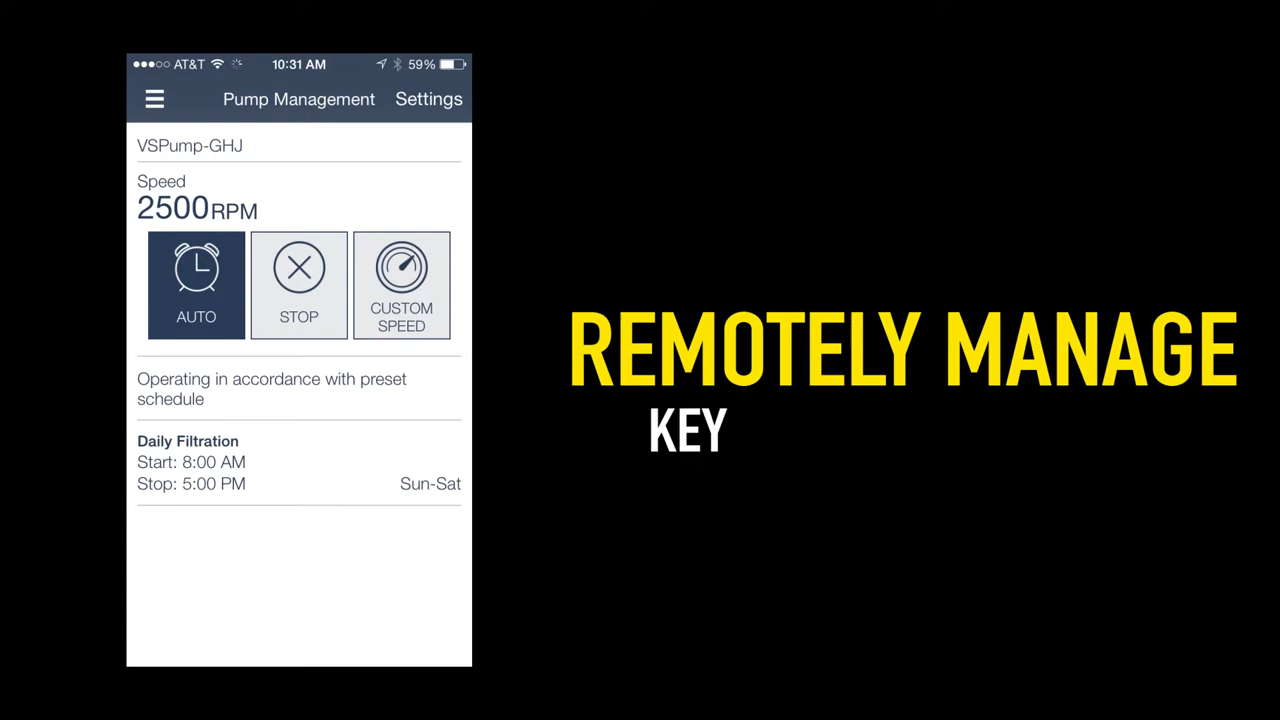 AT&T 10:31 AM 59%
Pump Management Settings
VSPump-GHJ
Speed
2500RPM
AUTO
STOP
CUSTOM
SPEED
Operating in accordance with preset
schedule
Daily Filtration
Start: 8:00 AM
Stop: 5:00 PM Sun-Sat
REMOTELY MANAGE
KEY